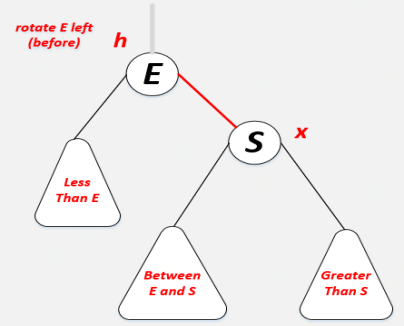 rotate E left
(before)
h
E
S
x
Less
Than E
Between
E and S
Greater
Than S